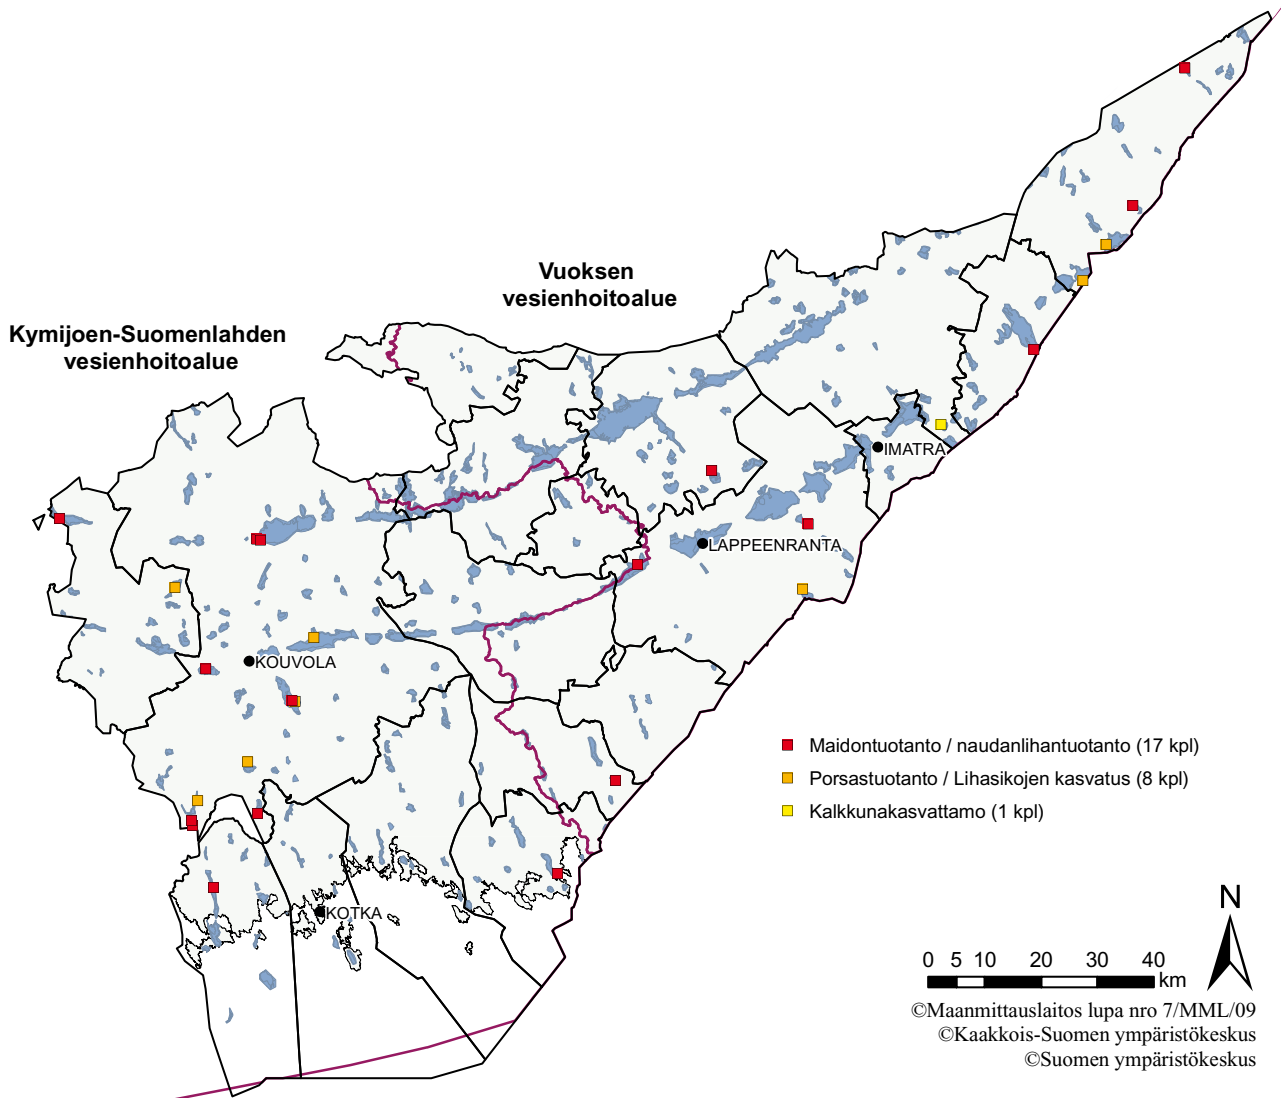 Vuoksen
vesienhoitoalue
Kymijoen-Suomenlahden
vesienhoitoalue
IMATRA
LAPPEENRANTA
KOUVOLA
KOTKA
Maidontuotanto / naudanlihantuotanto (17 kpl)
Porsastuotanto / Lihasikojen kasvatus (8 kpl)
Kalkkunakasvattamo (1 kpl)
N
0 5 10 20 30 40
km
©Maanmittauslaitos lupa nro 7/MML/09
©Kaakkois-Suomen ympäristökeskus
©Suomen ympäristökeskus